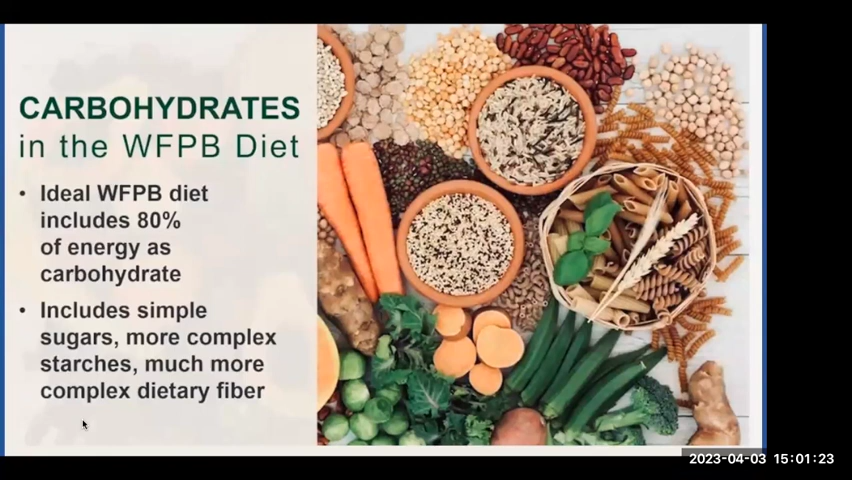 CARBOHYDRATES
in the WFPB Diet
• Ideal WFPB diet
includes 80%
of energy as
carbohydrate
• Includes simple
sugars, more complex
starches, much more
complex dietary fiber
2023-04-03 15:01:23